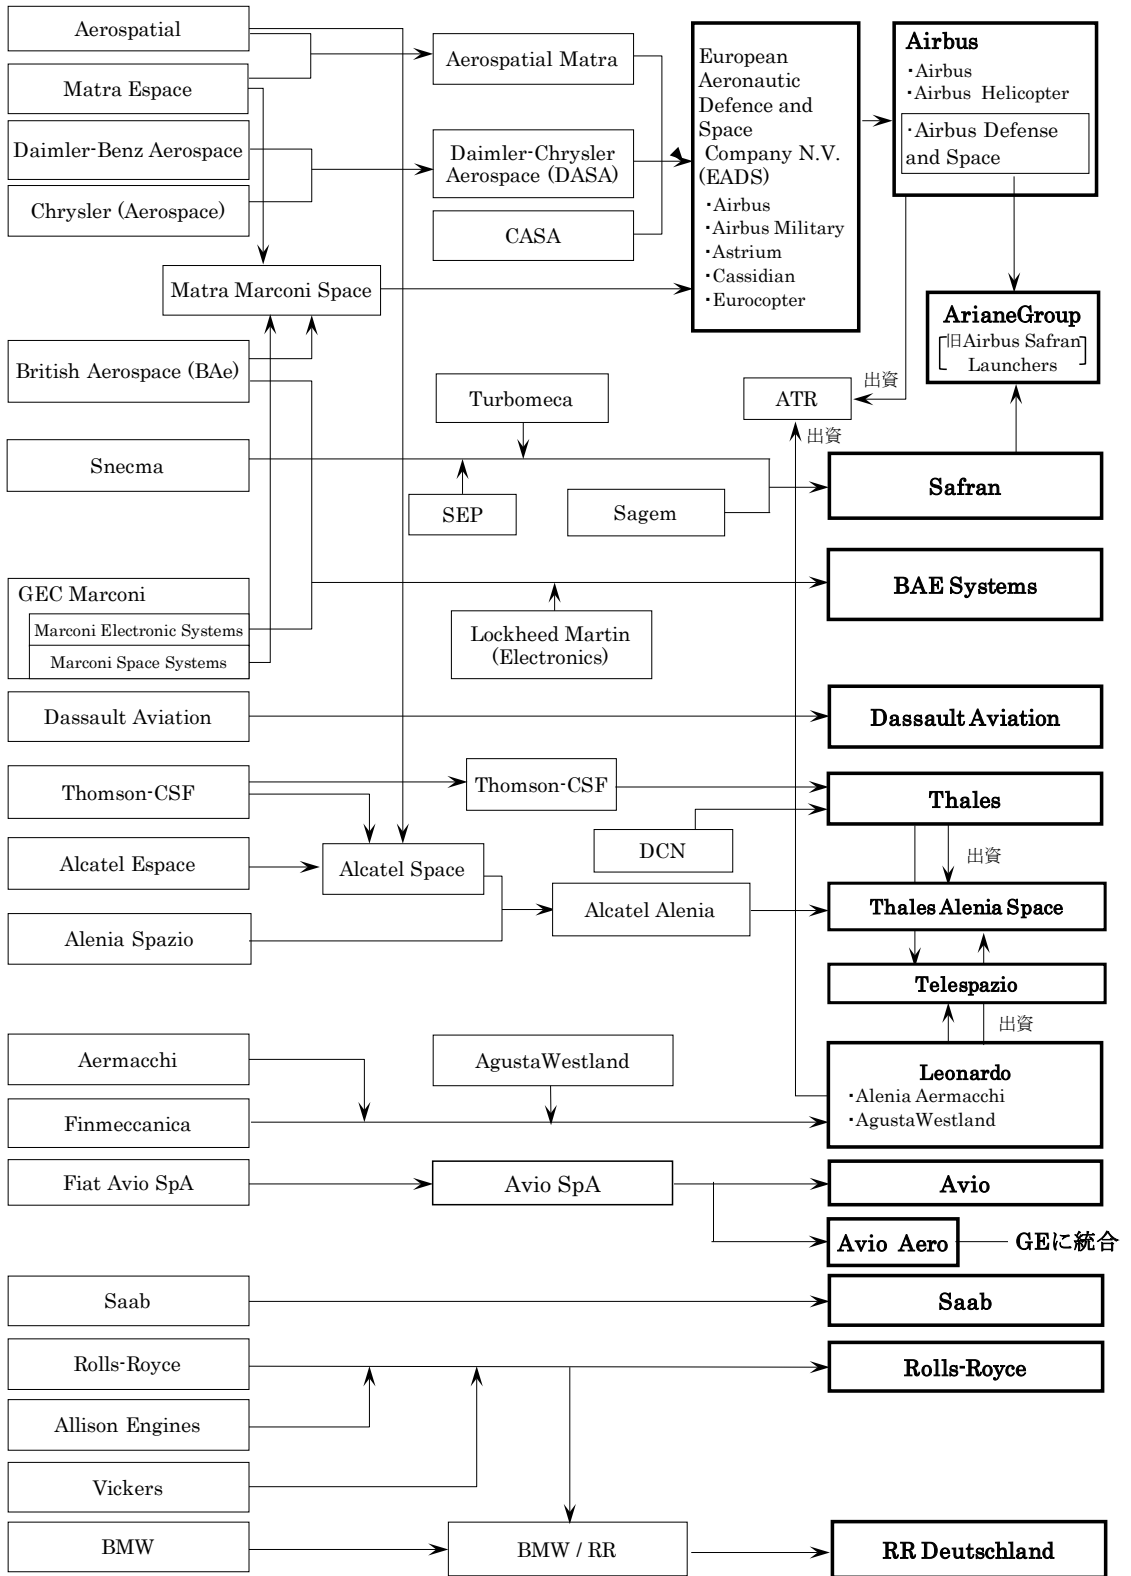 Aerospatial
Matra Espace
Daimler-Benz Aerospace
Chrysler (Aerospace)
Aerospatial Matra
Daimler-Chrysler
Aerospace (DASA)
CASA
Matra Marconi Space
European
Aeronautic
Defence and
Space
Company N.V.
(EADS)
・Airbus
・Airbus Military
・Astrium
・Cassidian
・Eurocopter
Airbus
・Airbus
・Airbus Helicopter
・Airbus Defense
and Space
ArianeGroup
旧Airbus Safran
Launchers
British Aerospace (BAe)
Turbomeca
ATR
出資
出資
Snecma
SEP
Sagem
Safran
GEC Marconi
Marconi Electronic Systems
Marconi Space Systems
Lockheed Martin
(Electronics)
BAE Systems
Dassault Aviation
Dassault Aviation
Thomson-CSF
Thomson-CSF
Thales
DCN
出資
Alcatel Espace
Alcatel Space
Alcatel Alenia
Thales Alenia Space
Alenia Spazio
Telespazio
出資
Aermacchi
AgustaWestland
Finmeccanica
Leonardo
・Alenia Aermacchi
・AgustaWestland
Fiat Avio SpA
Avio SpA
Avio
Avio Aero
GEに統合
Saab
Saab
Rolls-Royce
Rolls-Royce
Allison Engines
Vickers
BMW
BMW / RR
RR Deutschland